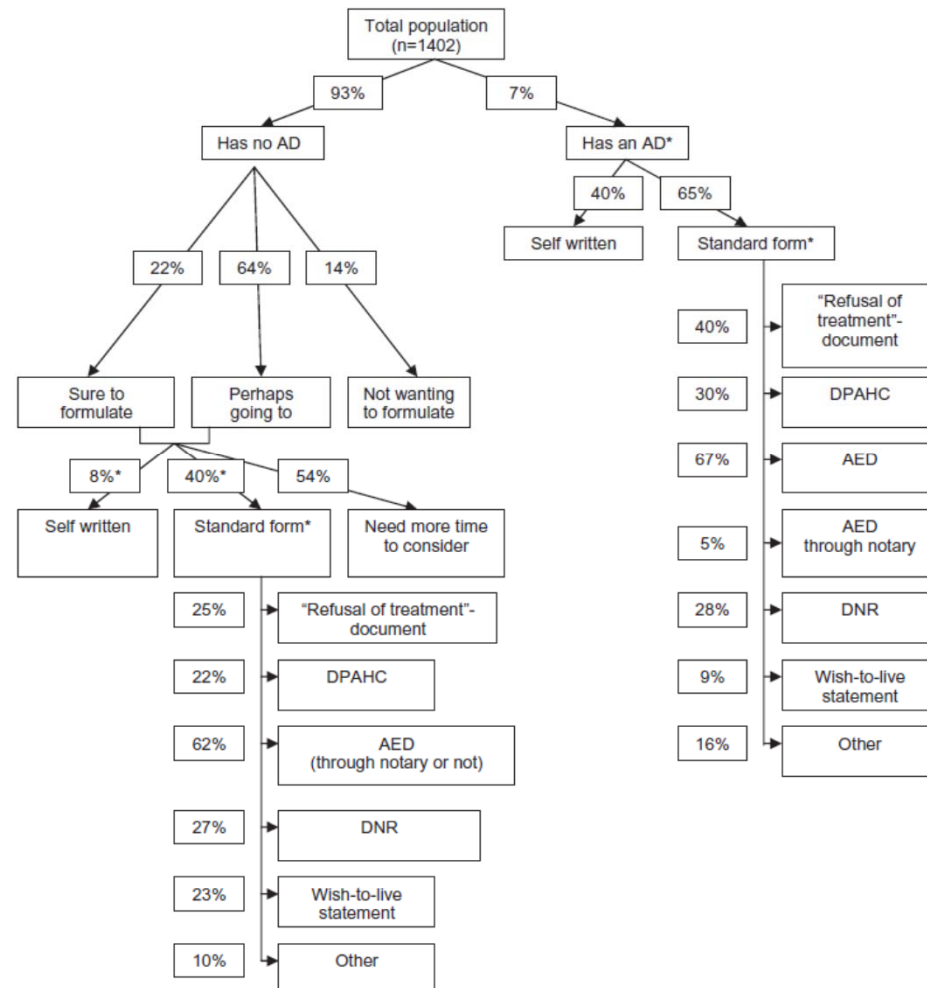 Total population
(n=1402)
93%
7%
Has no AD
Has an AD*
40%
65%
Self written
Standard form*
22%
64%
14%
"Refusal of
treatment"-
document
40%
Sure to
formulate
Perhaps
going to
Not wanting
to formulate
30%
DPAHC
67%
AED
8%*
40%*
54%
Self written
Standard form*
Need more time
to consider
5%
AED
through notary
25%
"Refusal of treatment"-
document
28%
DNR
22%
DPAHC
9%
Wish-to-live
statement
62%
AED
(through notary or not)
16%
Other
27%
DNR
23%
Wish-to-live
statement
10%
Other